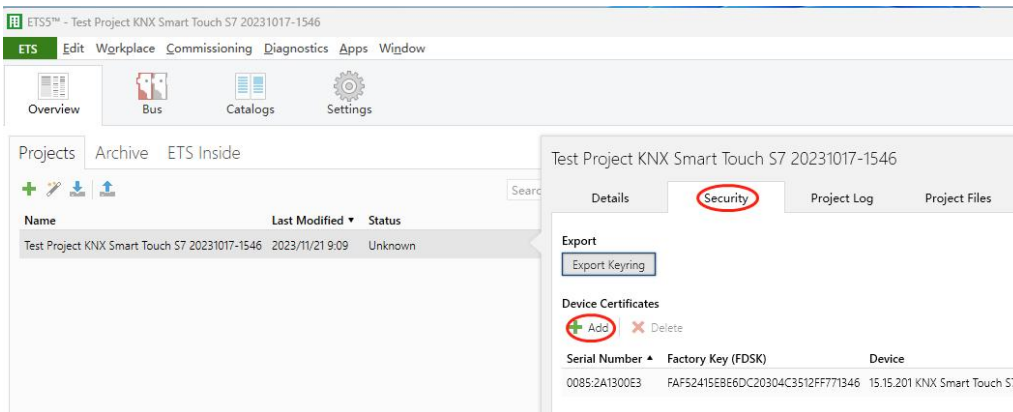 ETS5™ - Test Project KNX Smart Touch S7 20231017-1546
ETS Edit Workplace Commissioning Diagnostics Apps Window
Overview Bus Catalogs Settings
Projects Archive ETS Inside
Name Last Modified Status
Test Project KNX Smart Touch S7 20231017-1546 2023/11/21 9:09 Unknown
Test Project KNX Smart Touch S7 20231017-1546
Details Security Project Log Project Files
Export
Export Keyring
Device Certificates
Add Delete
Serial Number Factory Key (FDSK) Device
0085:2A1300E3 FAF52415EBE6DC20304C3512FF771346 15.15.201 KNX Smart Touch S7